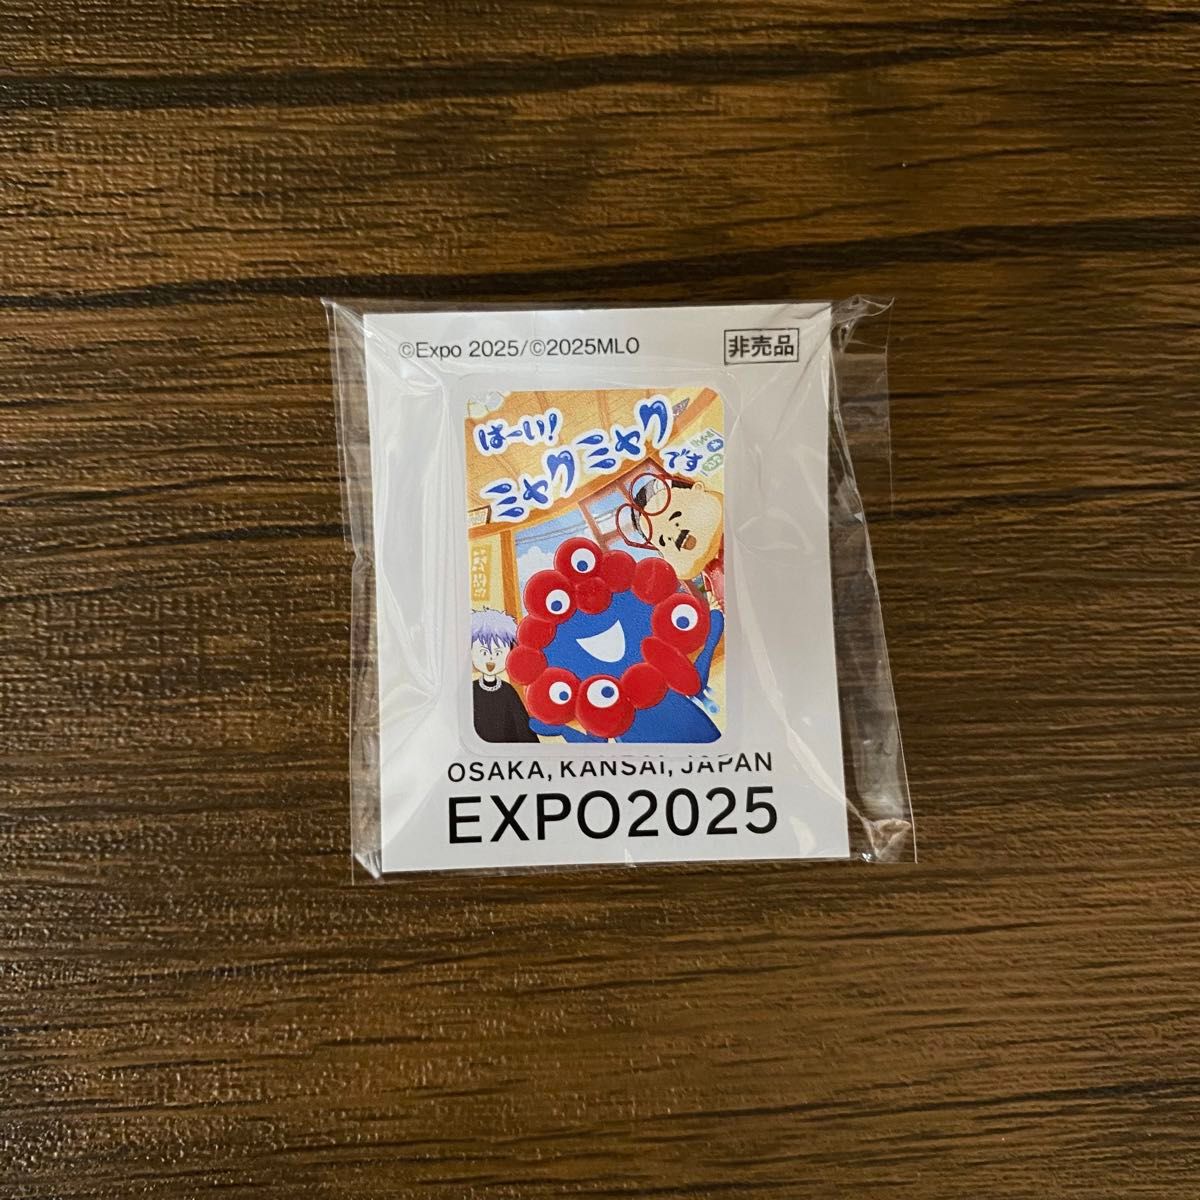 ©Expo 2025/©2025MLO
非売品
はーい!
ミャクミャク
です
OSAKA, KANSAI, JAPAN
EXPO2025